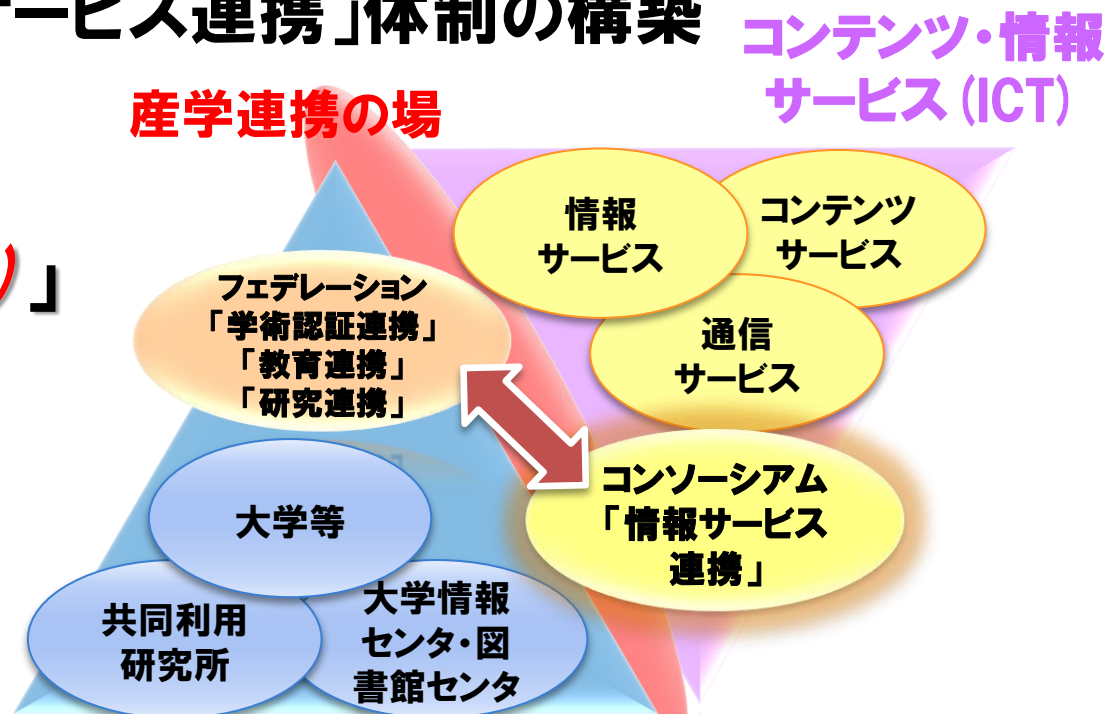 ービス連携」体制の構築
コンテンツ・情報
サービス(ICT)
産学連携の場
」
情報
サービス
コンテンツ
サービス
通信
サービス
フェデレーション
「学術認証連携」
「教育連携」
「研究連携」
コンソーシアム
「情報サービス
連携」
大学等
共同利用
研究所
大学情報
センタ・図
書館センタ